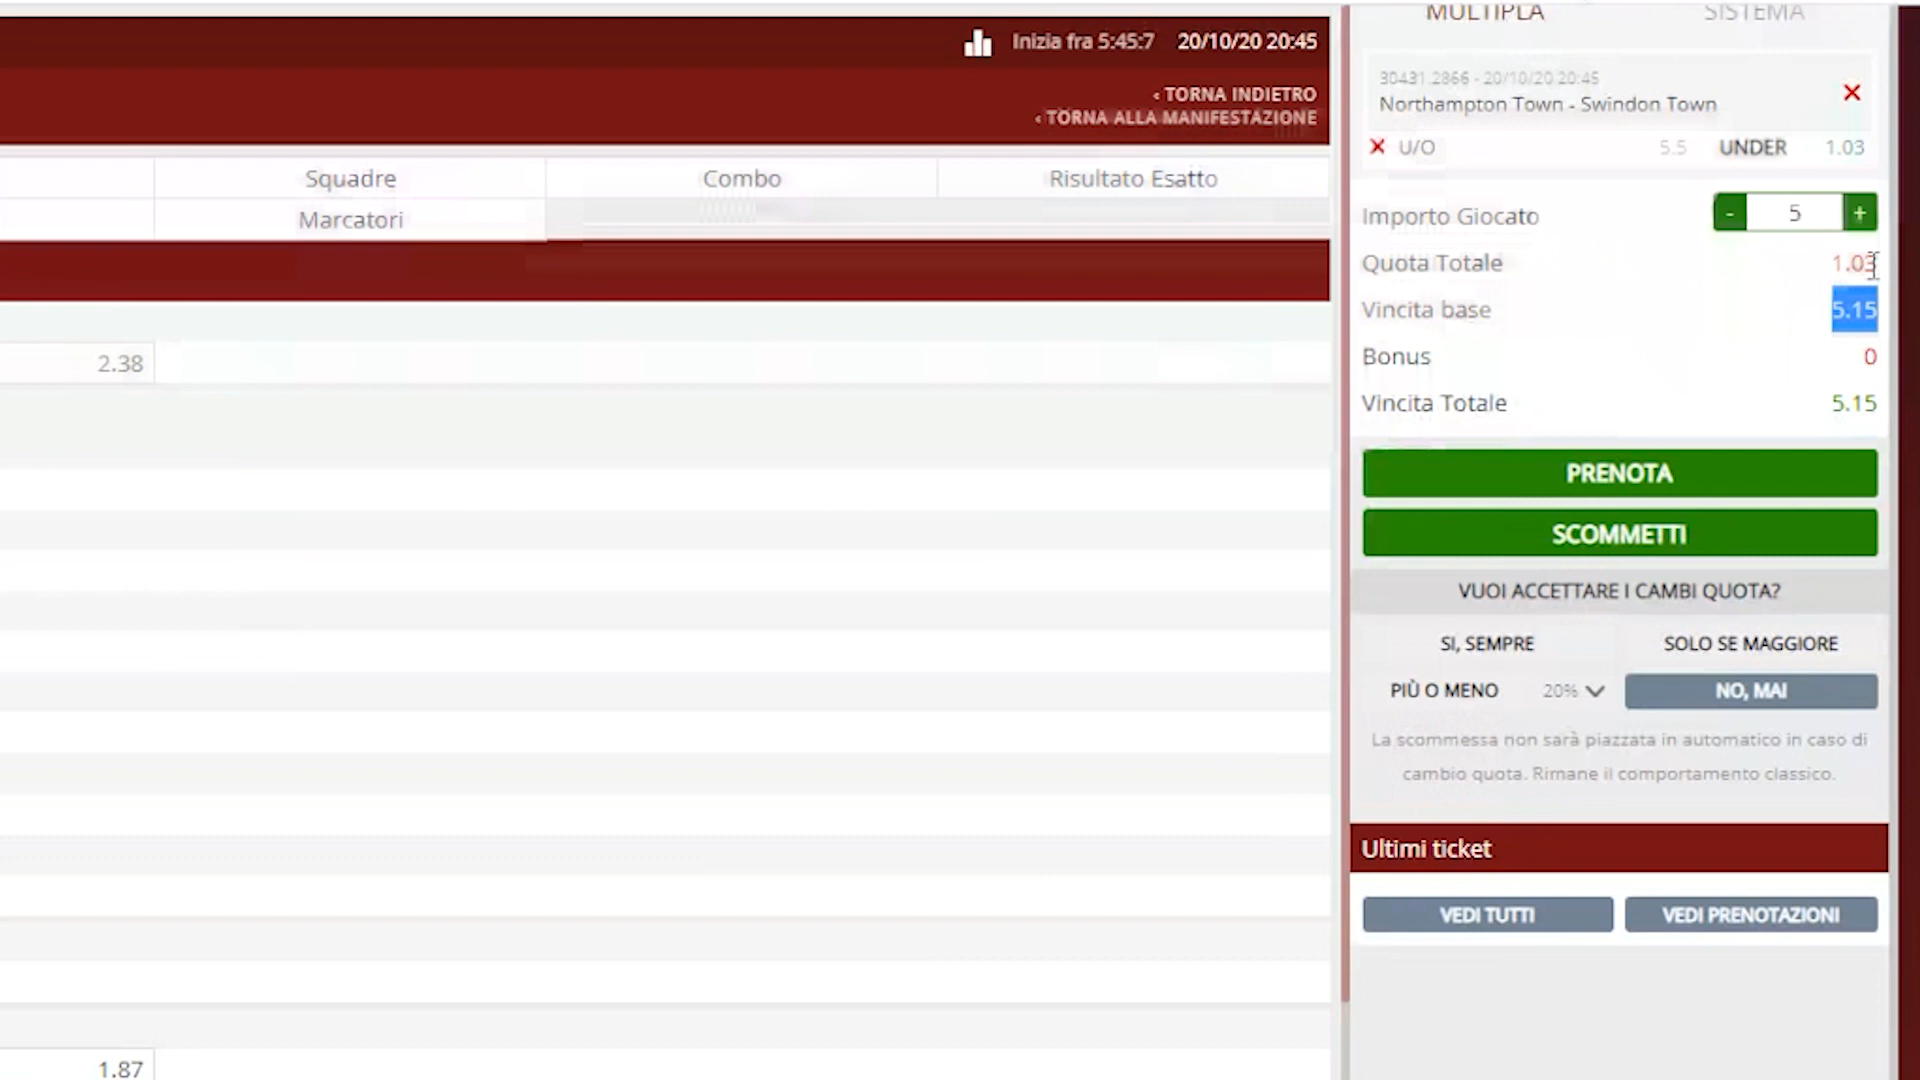 Inizia fra 5:45:7 20/10/20 20:45
‹ TORNA INDIETRO
‹ TORNA ALLA MANIFESTAZIONE
Squadre Combo Risultato Esatto
Marcatori
2.38
1.87
MULTIPLA SISTEMA
30431.2866 - 20/10/20 20:45
Northampton Town - Swindon Town
U/O 5.5 UNDER 1.03
Importo Giocato - 5 +
Quota Totale 1.03
Vincita base 5.15
Bonus 0
Vincita Totale 5.15
PRENOTA
SCOMMETTI
VUOI ACCETTARE I CAMBI QUOTA?
SI, SEMPRE SOLO SE MAGGIORE
PIÙ O MENO 20% NO, MAI
La scommessa non sarà piazzata in automatico in caso di
cambio quota. Rimane il comportamento classico.
Ultimi ticket
VEDI TUTTI VEDI PRENOTAZIONI